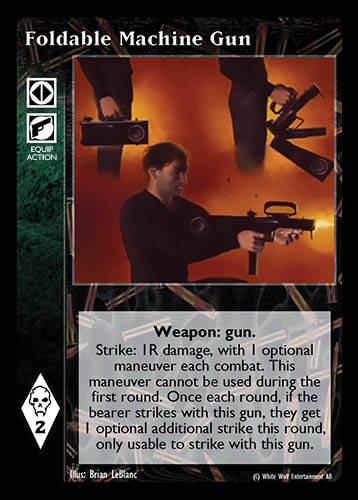 Foldable Machine Gun
EQUIP
ACTION
Weapon: gun.
Strike: 1R damage, with 1 optional
maneuver each combat. This
maneuver cannot be used during the
first round. Once each round, if the
bearer strikes with this gun, they get
1 optional additional strike this round,
only usable to strike with this gun.
2
Illus: Brian LeBlanc
(C) White Wolf Entertainment AB